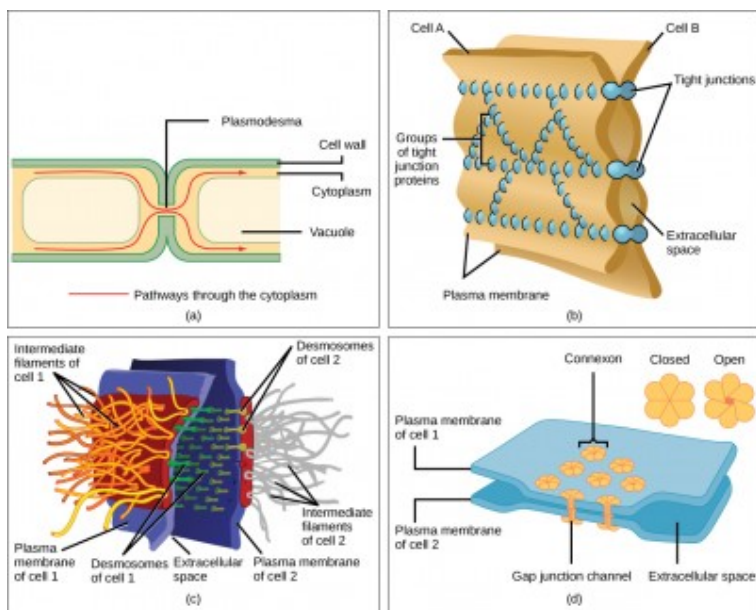 Plasmodesma
Cell wall
Cytoplasm
Vacuole
Pathways through the cytoplasm
(a)
Cell A
Cell B
Tight junctions
Groups
of tight
junction
proteins
Extracellular
space
Plasma membrane
(b)
Intermediate
filaments of
cell 1
Desmosomes
of cell 2
Intermediate
filaments of
cell 2
Plasma
membrane
of cell 1
Desmosomes
of cell 1
Extracellular
space
Plasma membrane
of cell 2
(c)
Connexon
Closed
Open
Plasma membrane
of cell 1
Plasma membrane
of cell 2
Gap junction channel
Extracellular space
(d)